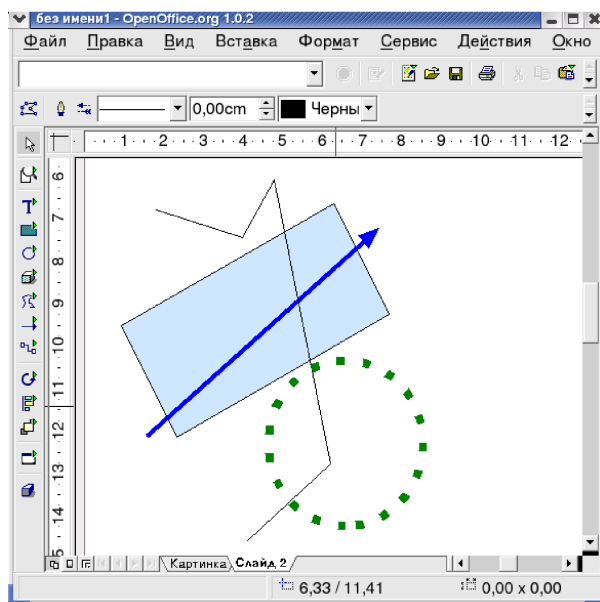 без имени1 - OpenOffice.org 1.0.2
Файл Правка Вид Вставка Формат Сервис Действия Окно
0,00cm Черны
1 2 3 4 5 6 7 8 9 10 11 12
6
7
8
9
10
11
12
13
14
15
Картинка Слайд 2
6,33 / 11,41 0,00 x 0,00